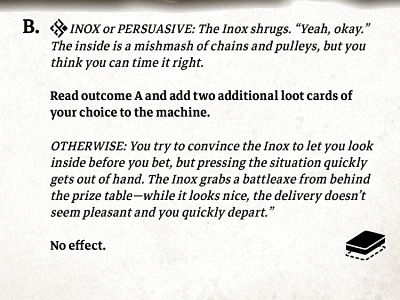 B. INOX or PERSUASIVE: The Inox shrugs. “Yeah, okay.”
The inside is a mishmash of chains and pulleys, but you
think you can time it right.
Read outcome A and add two additional loot cards of
your choice to the machine.
OTHERWISE: You try to convince the Inox to let you look
inside before you bet, but pressing the situation quickly
gets out of hand. The Inox grabs a battleaxe from behind
the prize table—while it looks nice, the delivery doesn’t
seem pleasant and you quickly depart.”
No effect.